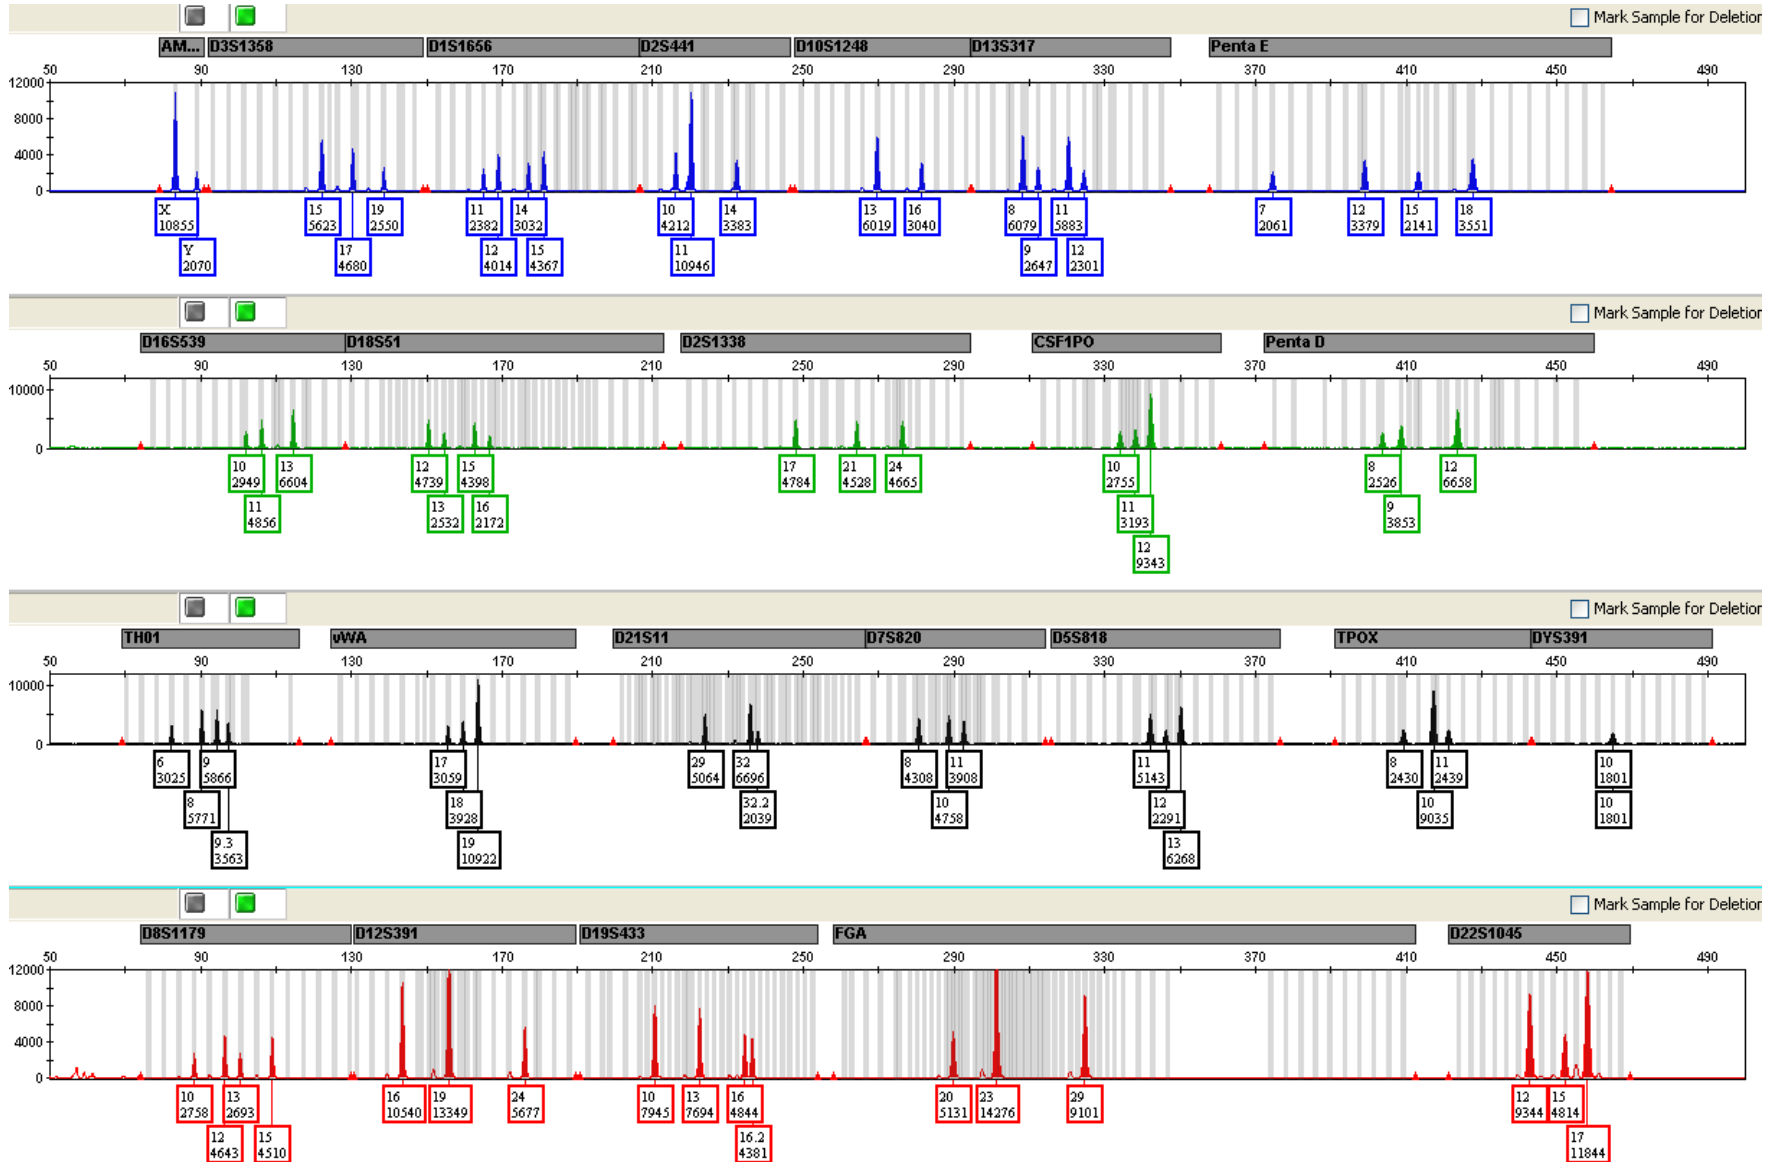 Mark Sample for Deletion
AM... D3S1358 D1S1656 D2S441 D10S1248 D13S317 Penta E
50 90 130 170 210 250 290 330 370 410 450 490
12000
8000
4000
0
X 15 19 11 14 10 14 13 16 8 11 7 12 15 18
10855 5623 2550 2382 3032 4212 3383 6019 3040 6079 5883 2061 3379 2141 3551
Y 17 12 15 11 9 12
2070 4680 4014 4367 10946 2647 2301
Mark Sample for Deletion
D16S539 D18S51 D2S1338 CSF1PO Penta D
50 90 130 170 210 250 290 330 370 410 450 490
10000
0
10 13 12 15 17 21 24 10 8 12
2949 6604 4739 4398 4784 4528 4665 2755 2526 6658
11 13 16 11 9
4856 2532 2172 3193 3853
12
9343
Mark Sample for Deletion
TH01 vWA D21S11 D7S820 D5S818 TPOX DYS391
50 90 130 170 210 250 290 330 370 410 450 490
10000
0
6 9 17 29 32 8 11 11 8 11 10
3025 5866 3059 5064 6696 4308 3908 5143 2430 2439 1801
8 18 32.2 10 12 10 10
5771 3928 2039 4758 2291 9035 1801
9.3 19 13
3563 10922 6268
Mark Sample for Deletion
D8S1179 D12S391 D19S433 FGA D22S1045
50 90 130 170 210 250 290 330 370 410 450 490
12000
8000
4000
0
10 13 16 19 24 10 13 16 20 23 29 12 15
2758 2693 10540 13349 5677 7945 7694 4844 5131 14276 9101 9344 4814
12 15 16.2 17
4643 4510 4381 11844